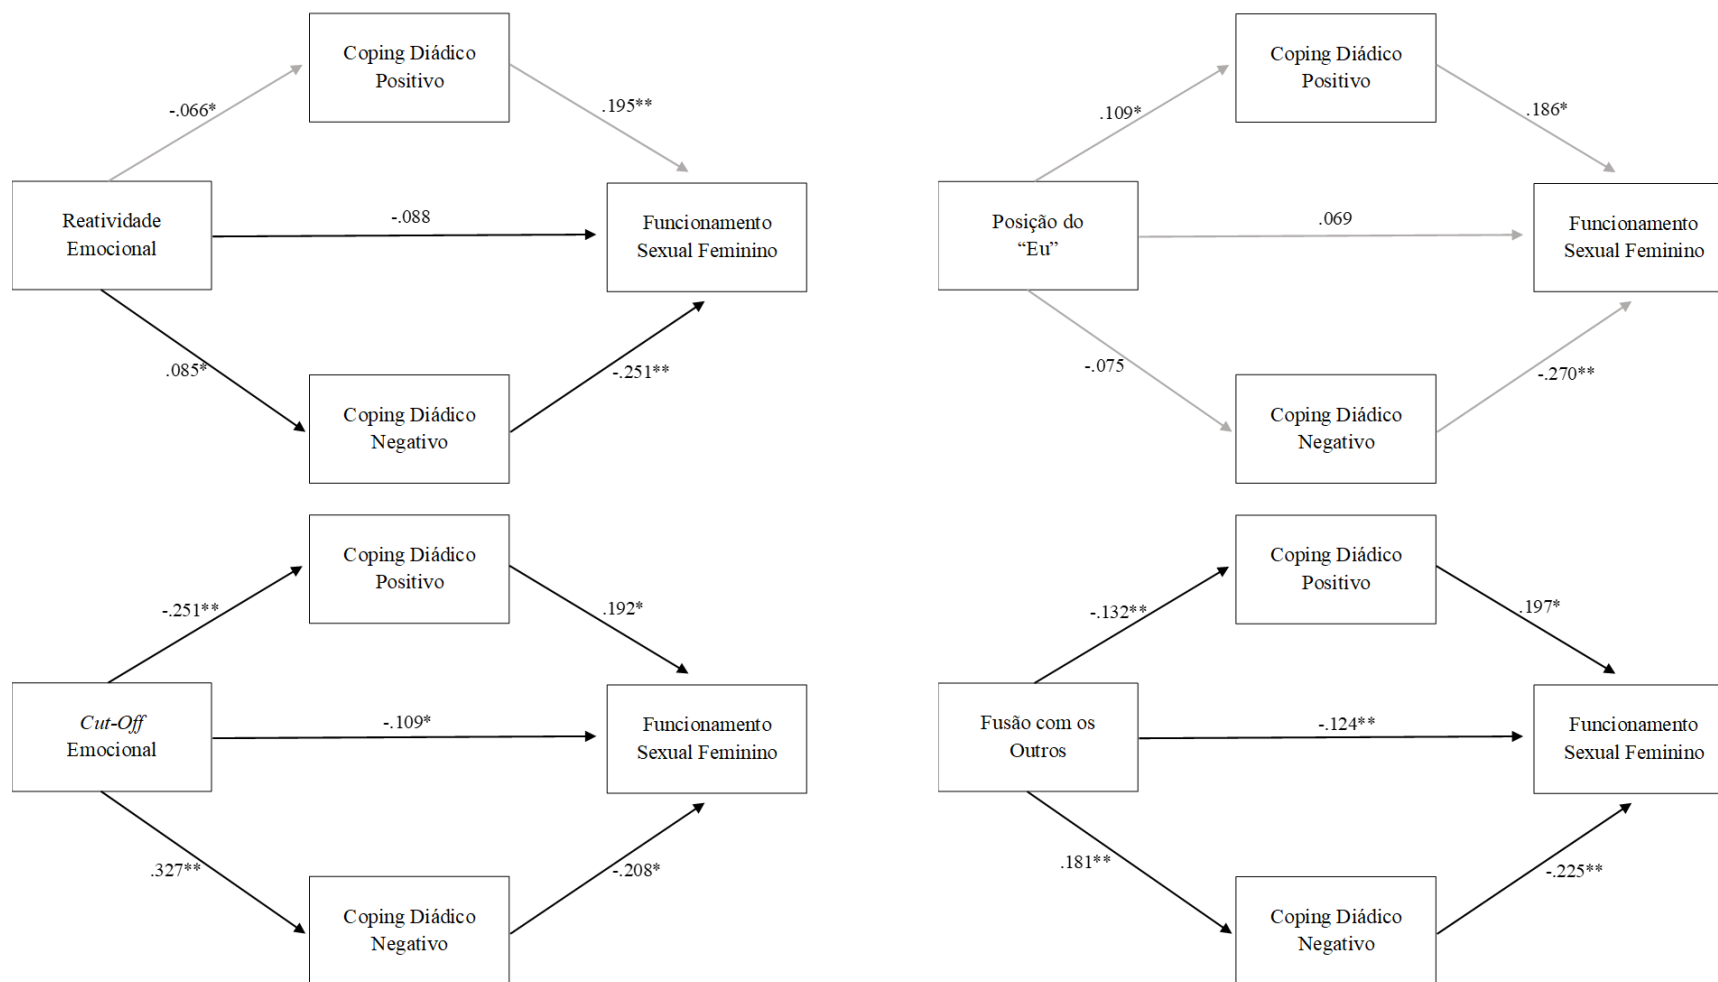 Coping Diádico
Positivo
-.066*
.195**
Reatividade
Emocional
-.088
Funcionamento
Sexual Feminino
.085*
-.251**
Coping Diádico
Negativo
Coping Diádico
Positivo
.109*
.186*
Posição do
“Eu”
.069
Funcionamento
Sexual Feminino
-.075
-.270**
Coping Diádico
Negativo
Coping Diádico
Positivo
-.251**
.192*
Cut-Off
Emocional
-.109*
Funcionamento
Sexual Feminino
.327**
-.208*
Coping Diádico
Negativo
Coping Diádico
Positivo
-.132**
.197*
Fusão com os
Outros
-.124**
Funcionamento
Sexual Feminino
.181**
-.225**
Coping Diádico
Negativo